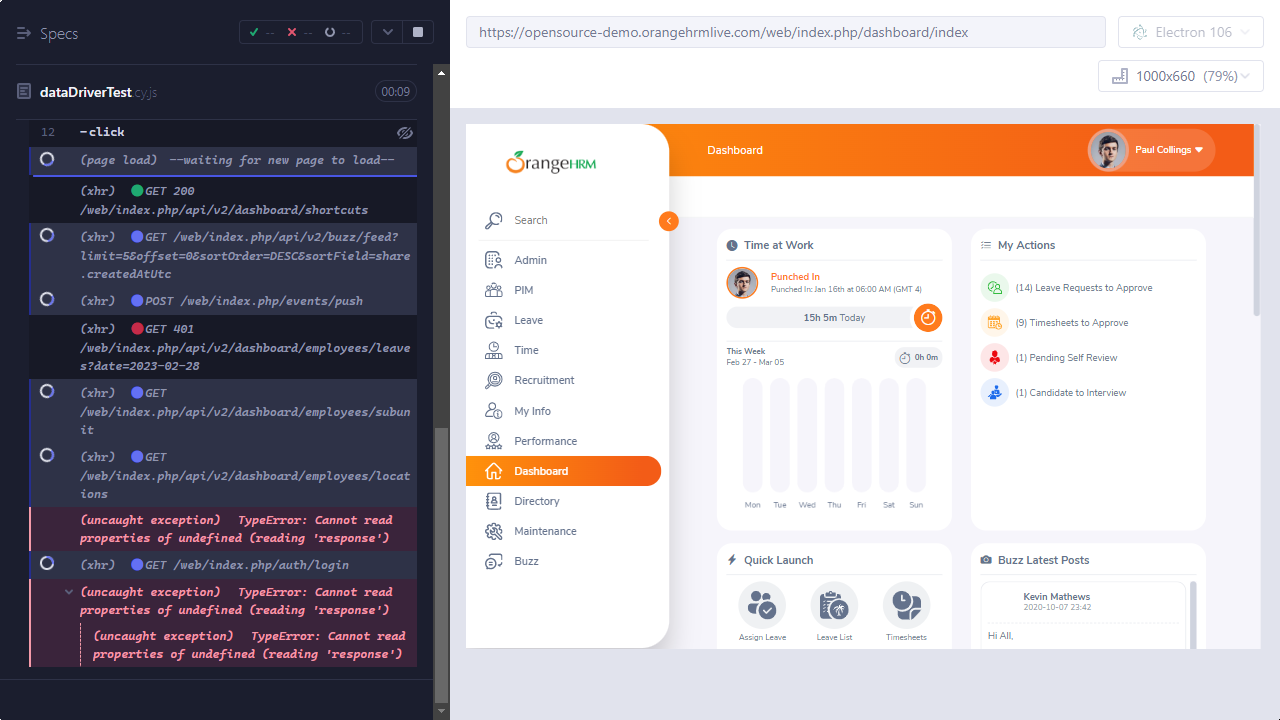 Specs
-- -- --
dataDriverTest.cy.js
00:09
12 -click
(page load) --waiting for new page to load--
(xhr) GET 200
/web/index.php/api/v2/dashboard/shortcuts
(xhr) GET /web/index.php/api/v2/buzz/feed?
limit=5&offset=0&sortOrder=DESC&sortField=share
.createdAtUtc
(xhr) POST /web/index.php/events/push
(xhr) GET 401
/web/index.php/api/v2/dashboard/employees/leave
s?date=2023-02-28
(xhr) GET
/web/index.php/api/v2/dashboard/employees/subun
it
(xhr) GET
/web/index.php/api/v2/dashboard/employees/locat
ions
(uncaught exception) TypeError: Cannot read
properties of undefined (reading 'response')
(xhr) GET /web/index.php/auth/login
(uncaught exception) TypeError: Cannot read
properties of undefined (reading 'response')
(uncaught exception) TypeError: Cannot read
properties of undefined (reading 'response')
https://opensource-demo.orangehrmlive.com/web/index.php/dashboard/index
Electron 106
1000x660 (79%)
OrangeHRM
Search
Admin
PIM
Leave
Time
Recruitment
My Info
Performance
Dashboard
Directory
Maintenance
Buzz
Dashboard
Paul Collings
Time at Work
Punched In
Punched In: Jan 16th at 06:00 AM (GMT 4)
15h 5m Today
This Week
Feb 27 - Mar 05
0h 0m
Mon Tue Wed Thu Fri Sat Sun
My Actions
(14) Leave Requests to Approve
(9) Timesheets to Approve
(1) Pending Self Review
(1) Candidate to Interview
Quick Launch
Assign Leave
Leave List
Timesheets
Buzz Latest Posts
Kevin Mathews
2020-10-07 23:42
Hi All,